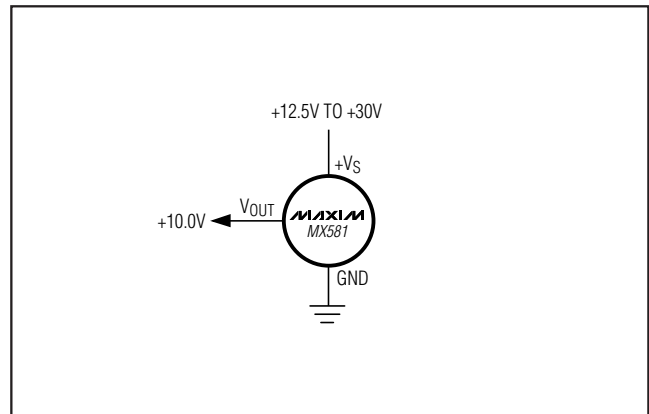 +12.5V TO +30V
+VS
VOUT
+10.0V
MAXIM
MX581
GND